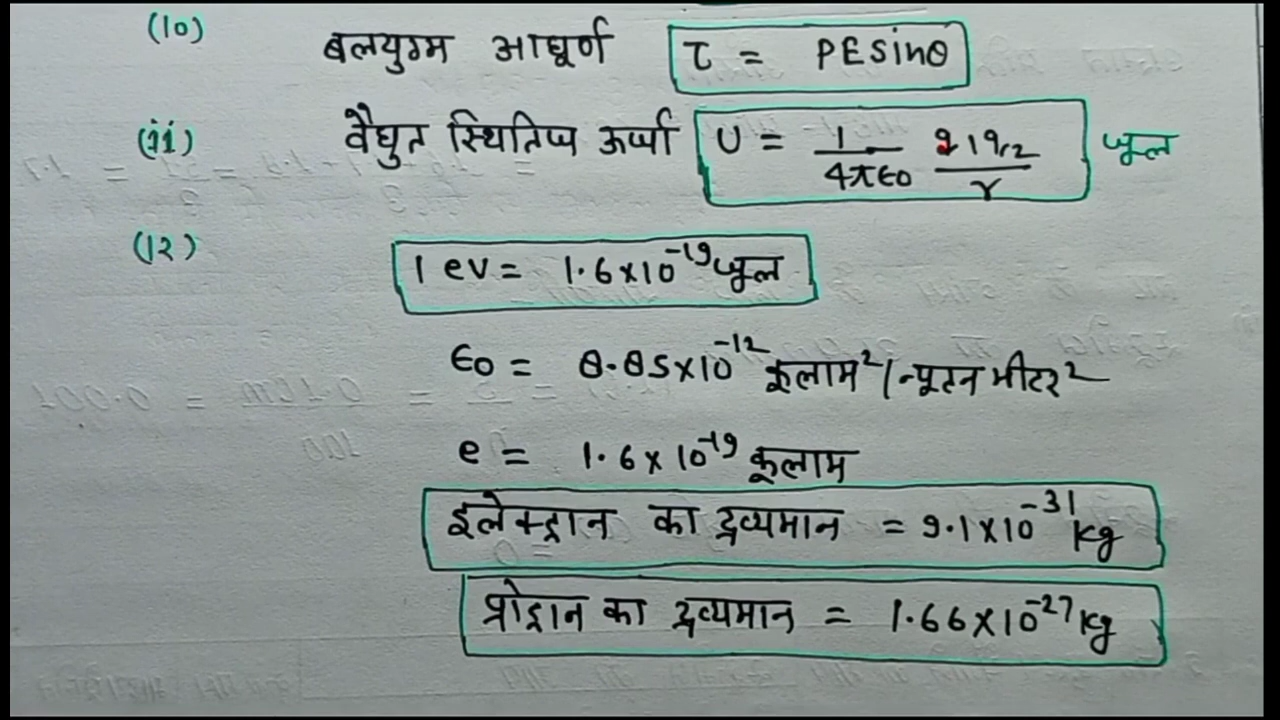 (10) बलयुग्म आघूर्ण τ = PEsinθ
(11) वैद्युत स्थितिज ऊर्जा U = 1/4πϵ0 q1q2/r जूल
(12) 1 ev = 1.6×10⁻¹⁹ जूल
ϵ0 = 8.85×10⁻¹² कूलाम²/न्यूटन मीटर²
e = 1.6×10⁻¹⁹ कूलाम
इलेक्ट्रान का द्रव्यमान = 9.1×10⁻³¹ kg
प्रोट्रान का द्रव्यमान = 1.66×10⁻²⁷ kg